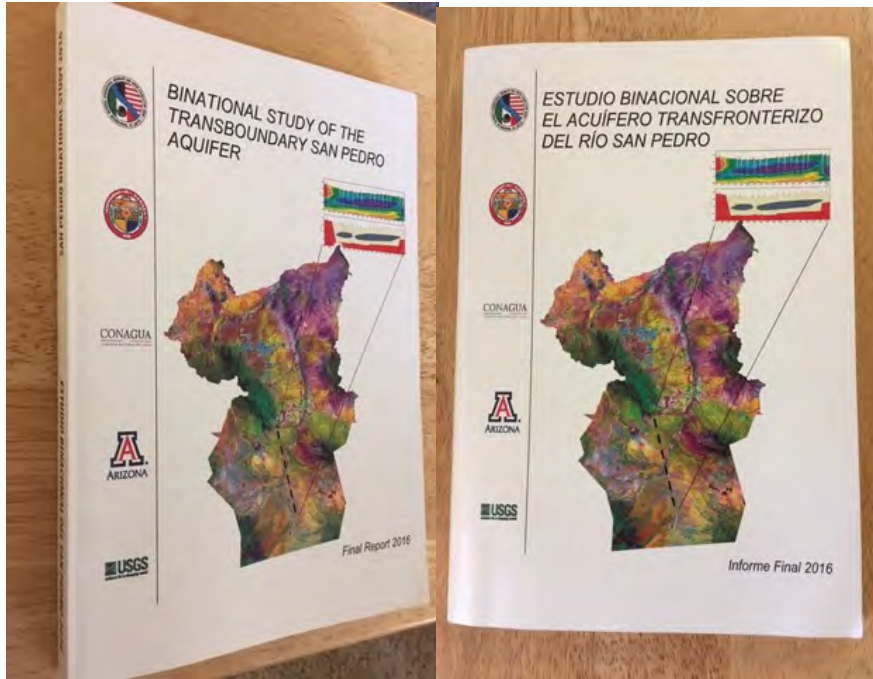 SAN PEDRO BINATIONAL STUDY 2016
BINATIONAL STUDY OF THE
TRANSBOUNDARY SAN PEDRO
AQUIFER
CONAGUA
A
ARIZONA
USGS
Final Report 2016
ESTUDIO BINACIONAL SOBRE
EL ACUÍFERO TRANSFRONTERIZO
DEL RÍO SAN PEDRO
CONAGUA
A
ARIZONA
USGS
Informe Final 2016